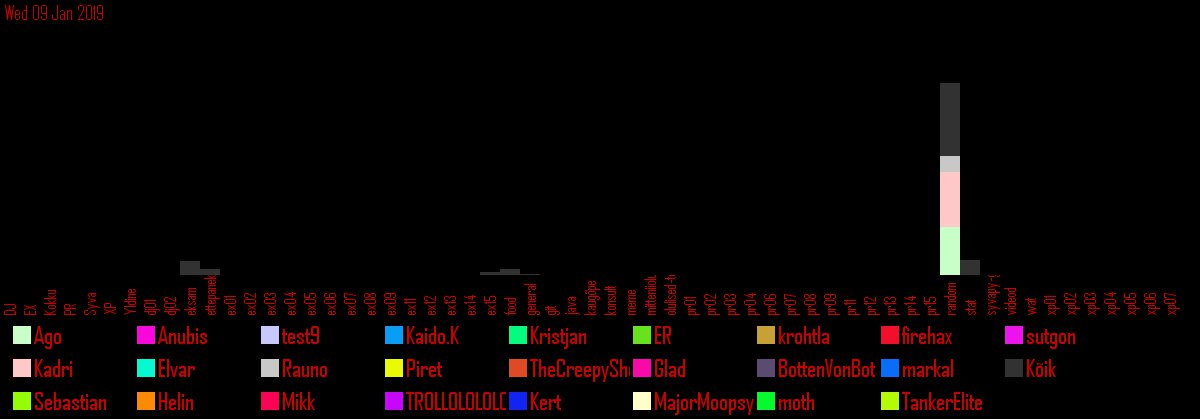 Wed 09 Jan 2019
DJ EX Kokku PR Syva XP Yldine dj01 dj02 eksam ettepanek ex01 ex02 ex03 ex04 ex05 ex06 ex07 ex08 ex09 ex11 ex12 ex13 ex14 ex15 food general git java kaugõpe konsult meme mitteniiolu olulised-t pr01 pr02 pr03 pr04 pr06 pr07 pr08 pr09 pr11 pr12 pr13 pr14 pr15 random stat syvapy-t videod wat xp01 xp02 xp03 xp04 xp05 xp06 xp07
Ago Anubis test9 Kaido.K Kristjan ER krohtla firehax sutgon
Kadri Elvar Rauno Piret TheCreepySh Glad BottenVonBot markal Kõik
Sebastian Helin Mikk TROLLOLOLOLO Kert MajorMoopsy moth TankerElite